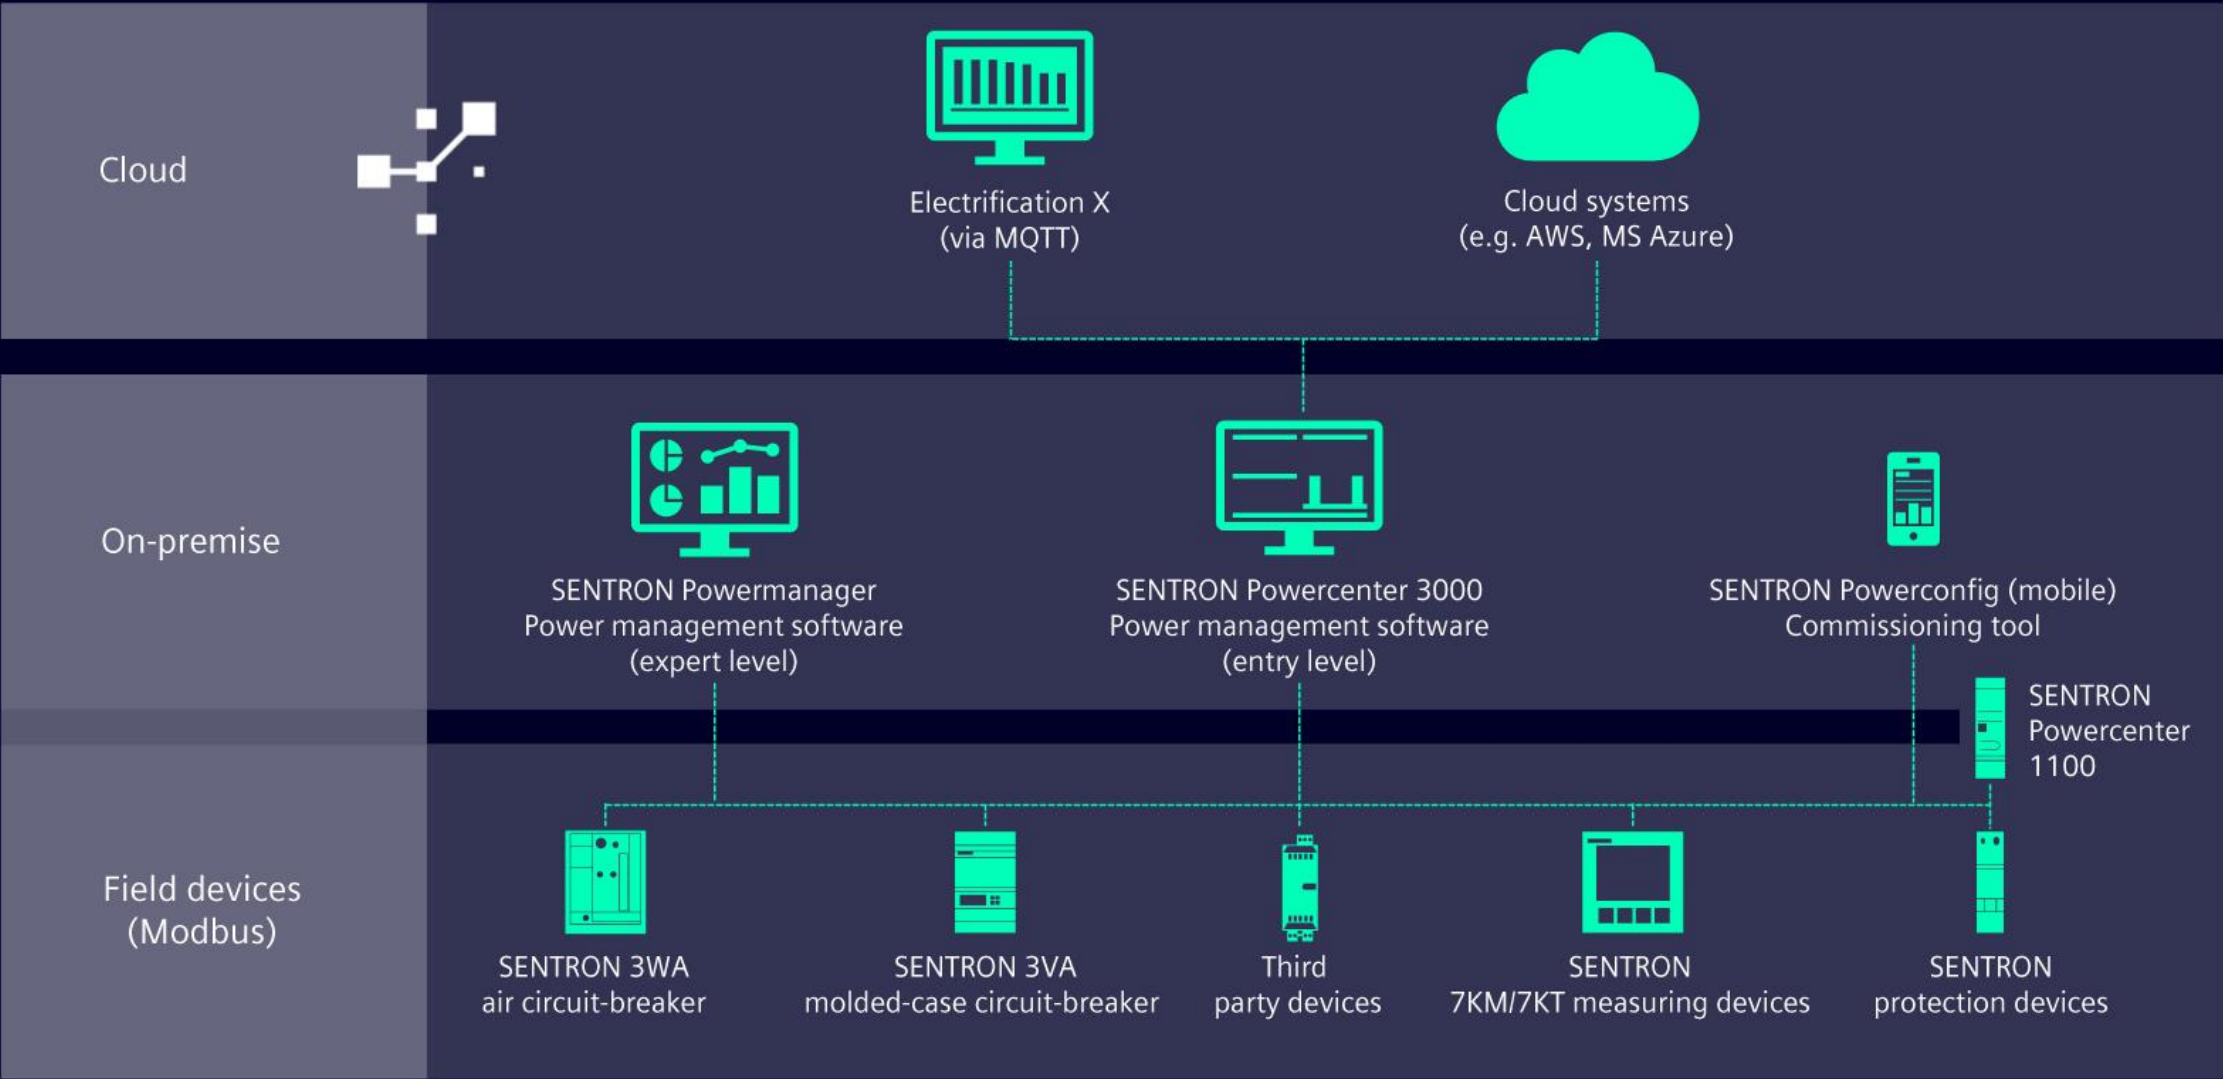 Cloud
Electrification X
(via MQTT)
Cloud systems
(e.g. AWS, MS Azure)
On-premise
SENTRON Powermanager
Power management software
(expert level)
SENTRON Powercenter 3000
Power management software
(entry level)
SENTRON Powerconfig (mobile)
Commissioning tool
SENTRON
Powercenter
1100
Field devices
(Modbus)
SENTRON 3WA
air circuit-breaker
SENTRON 3VA
molded-case circuit-breaker
Third
party devices
SENTRON
7KM/7KT measuring devices
SENTRON
protection devices